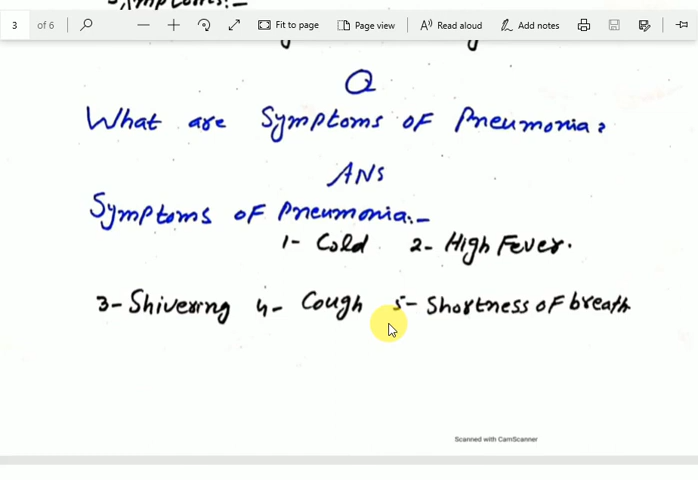 3 of 6 Fit to page Page view Read aloud Add notes
Q
What are Symptoms of Pneumonia?
ANS
Symptoms of Pneumonia:-
1- Cold 2- High Fever.
3- Shivering 4- Cough 5- Shortness of breath
Scanned with CamScanner